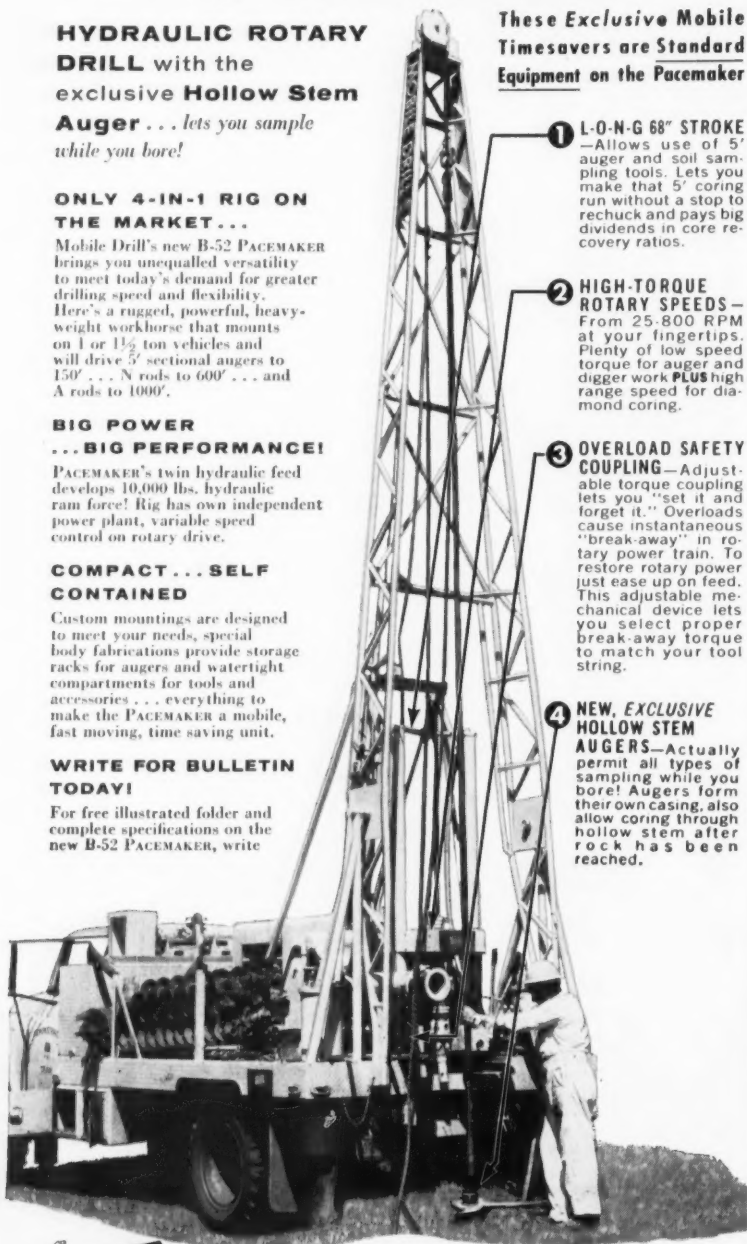 HYDRAULIC ROTARY
DRILL with the
exclusive Hollow Stem
Auger . . . lets you sample
while you bore!
ONLY 4-IN-1 RIG ON
THE MARKET...
Mobile Drill's new B-52 PACEMAKER
brings you unequalled versatility
to meet today's demand for greater
drilling speed and flexibility.
Here's a rugged, powerful, heavy-
weight workhorse that mounts
on 1 or 1½ ton vehicles and
will drive 5' sectional augers to
150' . . . N rods to 600' . . . and
A rods to 1000'.
BIG POWER
...BIG PERFORMANCE!
PACEMAKER's twin hydraulic feed
develops 10,000 lbs. hydraulic
ram force! Rig has own independent
power plant, variable speed
control on rotary drive.
COMPACT...SELF
CONTAINED
Custom mountings are designed
to meet your needs, special
body fabrications provide storage
racks for augers and watertight
compartments for tools and
accessories . . . everything to
make the PACEMAKER a mobile,
fast moving, time saving unit.
WRITE FOR BULLETIN
TODAY!
For free illustrated folder and
complete specifications on the
new B-52 PACEMAKER, write
These Exclusive Mobile
Timesavers are Standard
Equipment on the Pacemaker
1 L-O-N-G 68" STROKE
—Allows use of 5'
auger and soil sam-
pling tools. Lets you
make that 5' coring
run without a stop to
rechuck and pays big
dividends in core re-
covery ratios.
2 HIGH-TORQUE
ROTARY SPEEDS—
From 25-800 RPM
at your fingertips.
Plenty of low speed
torque for auger and
digger work PLUS high
range speed for dia-
mond coring.
3 OVERLOAD SAFETY
COUPLING—Adjust-
able torque coupling
lets you "set it and
forget it." Overloads
cause instantaneous
"break-away" in ro-
tary power train. To
restore rotary power
just ease up on feed.
This adjustable me-
chanical device lets
you select proper
break-away torque
to match your tool
string.
4 NEW, EXCLUSIVE
HOLLOW STEM
AUGERS—Actually
permit all types of
sampling while you
bore! Augers form
their own casing, also
allow coring through
hollow stem after
rock has been
reached.